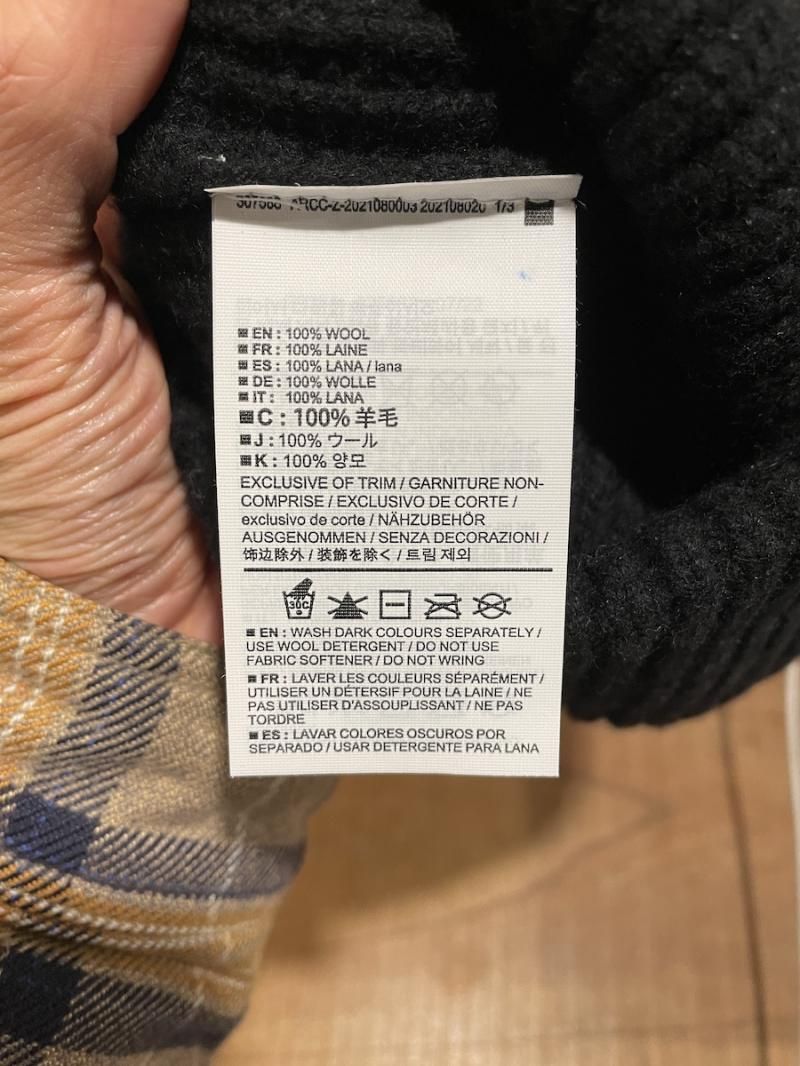 307588 ARCC-Z-2021080003 202108020 1/3
EN : 100% WOOL
FR : 100% LAINE
ES : 100% LANA / lana
DE : 100% WOLLE
IT : 100% LANA
C : 100% 羊毛
J : 100% ウール
K : 100% 양모
EXCLUSIVE OF TRIM / GARNITURE NON-
COMPRISE / EXCLUSIVO DE CORTE /
exclusivo de corte / NÄHZUBEHÖR
AUSGENOMMEN / SENZA DECORAZIONI /
饰边除外 / 装飾を除く / 트림 제외
30C
EN : WASH DARK COLOURS SEPARATELY /
USE WOOL DETERGENT / DO NOT USE
FABRIC SOFTENER / DO NOT WRING
FR : LAVER LES COULEURS SÉPARÉMENT /
UTILISER UN DÉTERSIF POUR LA LAINE / NE
PAS UTILISER D'ASSOUPLISSANT / NE PAS
TORDRE
ES : LAVAR COLORES OSCUROS POR
SEPARADO / USAR DETERGENTE PARA LANA